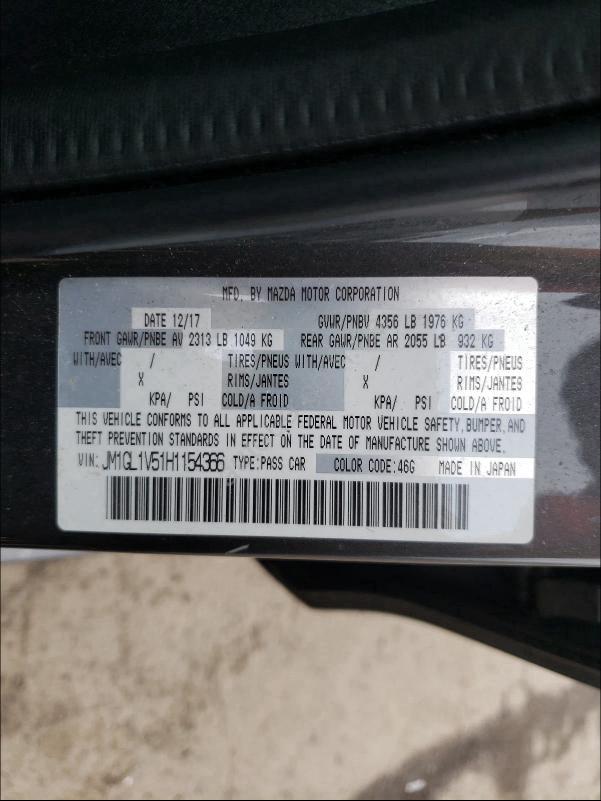 MFD. BY MAZDA MOTOR CORPORATION
DATE 12/17 GVWR/PNBV 4356 LB 1976 KG
FRONT GAWR/PNBE AV 2313 LB 1049 KG REAR GAWR/PNBE AR 2055 LB 932 KG
WITH/AVEC / TIRES/PNEUS WITH/AVEC / TIRES/PNEUS
X RIMS/JANTES X RIMS/JANTES
KPA/ PSI COLD/A FROID KPA/ PSI COLD/A FROID
THIS VEHICLE CONFORMS TO ALL APPLICABLE FEDERAL MOTOR VEHICLE SAFETY, BUMPER, AND
THEFT PREVENTION STANDARDS IN EFFECT ON THE DATE OF MANUFACTURE SHOWN ABOVE.
VIN: JM1GL1V51H1154366 TYPE: PASS CAR COLOR CODE: 46G MADE IN JAPAN